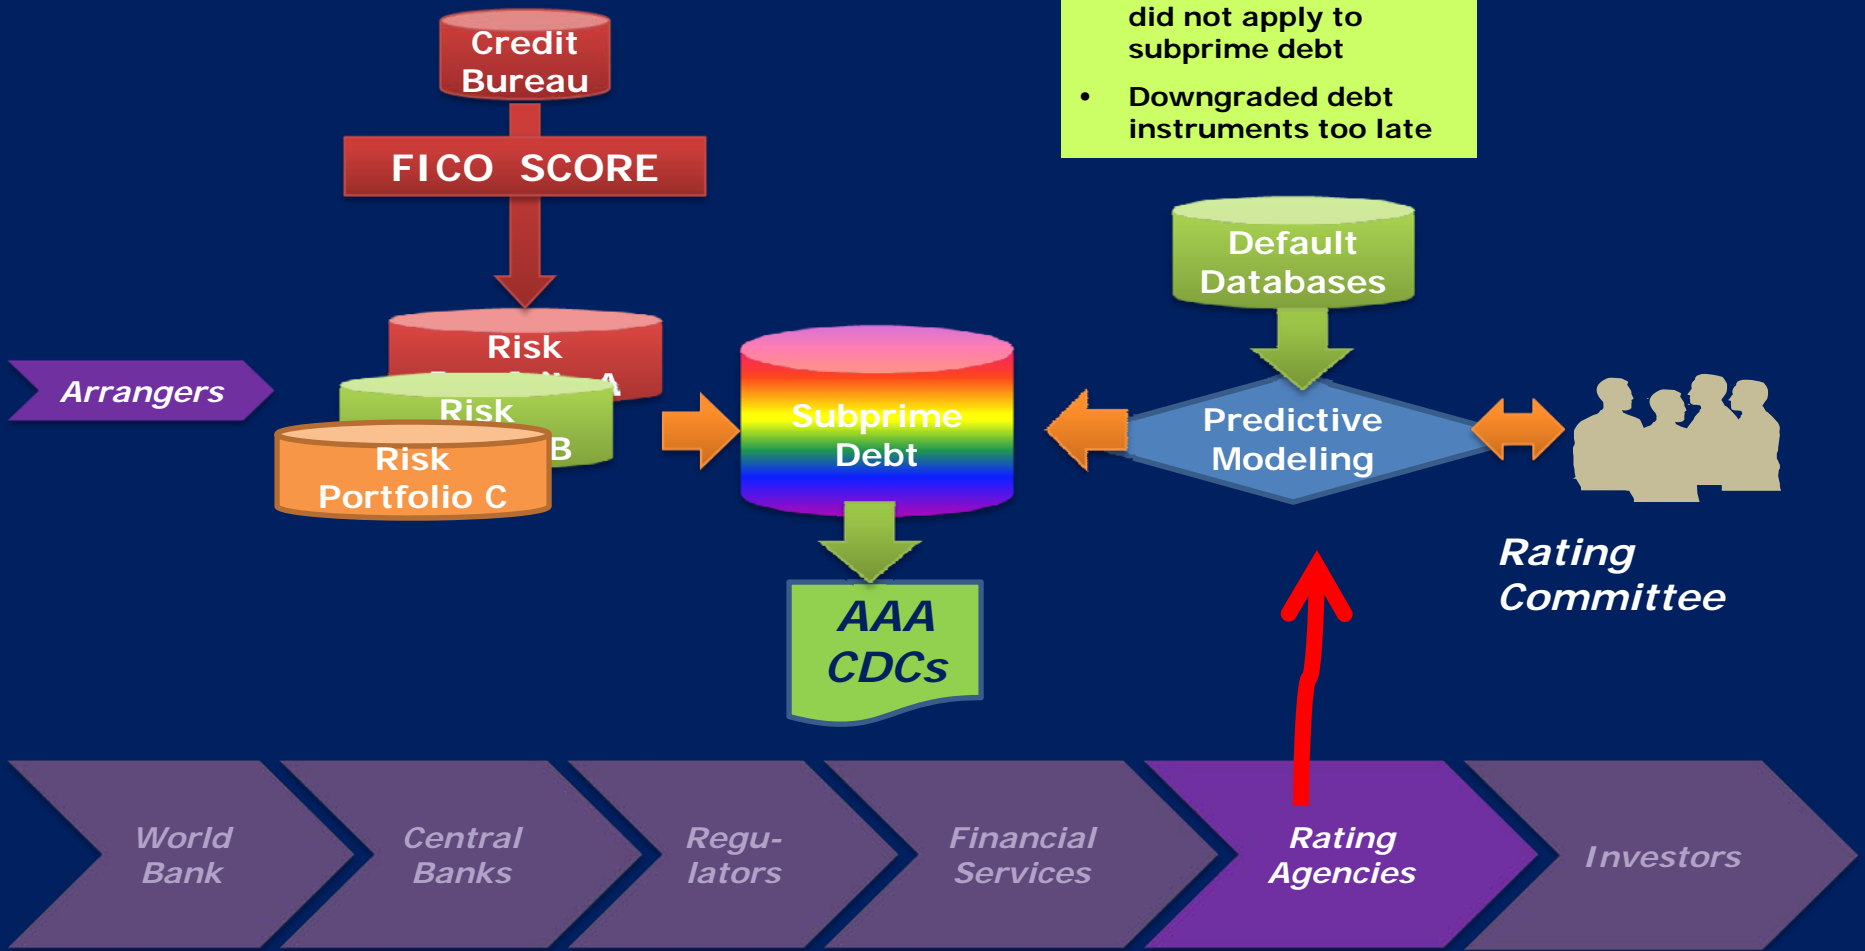 did not apply to
subprime debt
• Downgraded debt
instruments too late
Credit
Bureau
FICO SCORE
Default
Databases
Arrangers
Risk
A
Risk
B
Risk
Portfolio C
Subprime
Debt
Predictive
Modeling
Rating
Committee
AAA
CDCs
World
Bank
Central
Banks
Regu-
lators
Financial
Services
Rating
Agencies
Investors